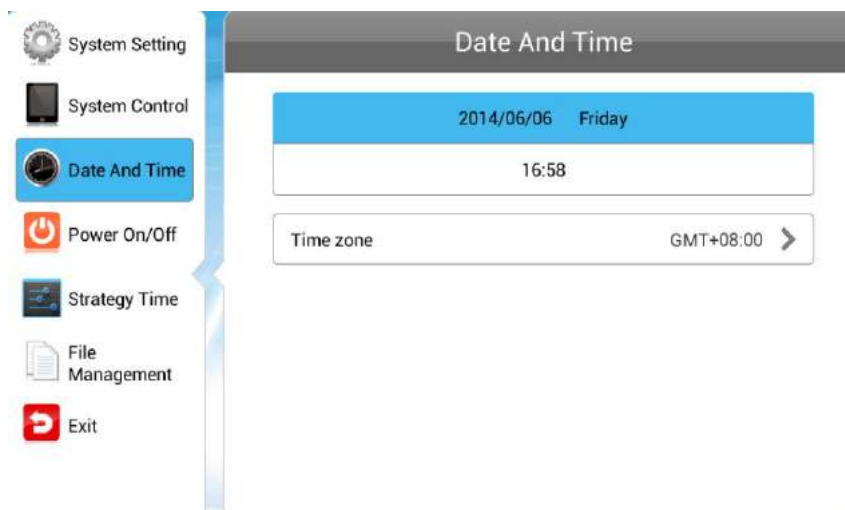 System Setting
System Control
Date And Time
Power On/Off
Strategy Time
File
Management
Exit
Date And Time
2014/06/06 Friday
16:58
Time zone GMT+08:00